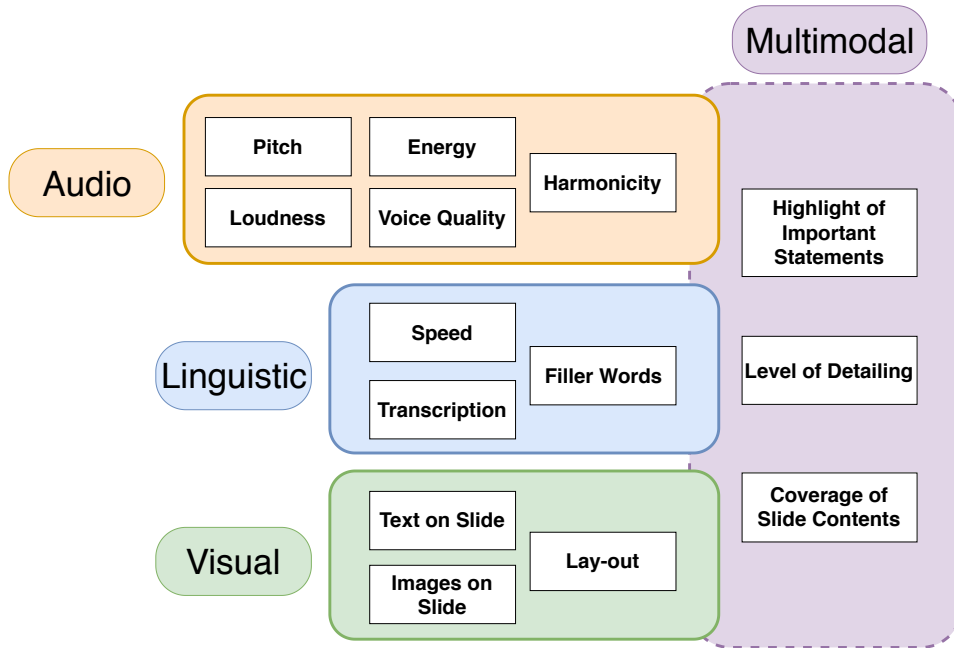 Multimodal
Audio
Pitch
Energy
Harmonicity
Loudness
Voice Quality
Highlight of
Important
Statements
Linguistic
Speed
Filler Words
Transcription
Level of Detailing
Visual
Text on Slide
Lay-out
Images on
Slide
Coverage of
Slide Contents